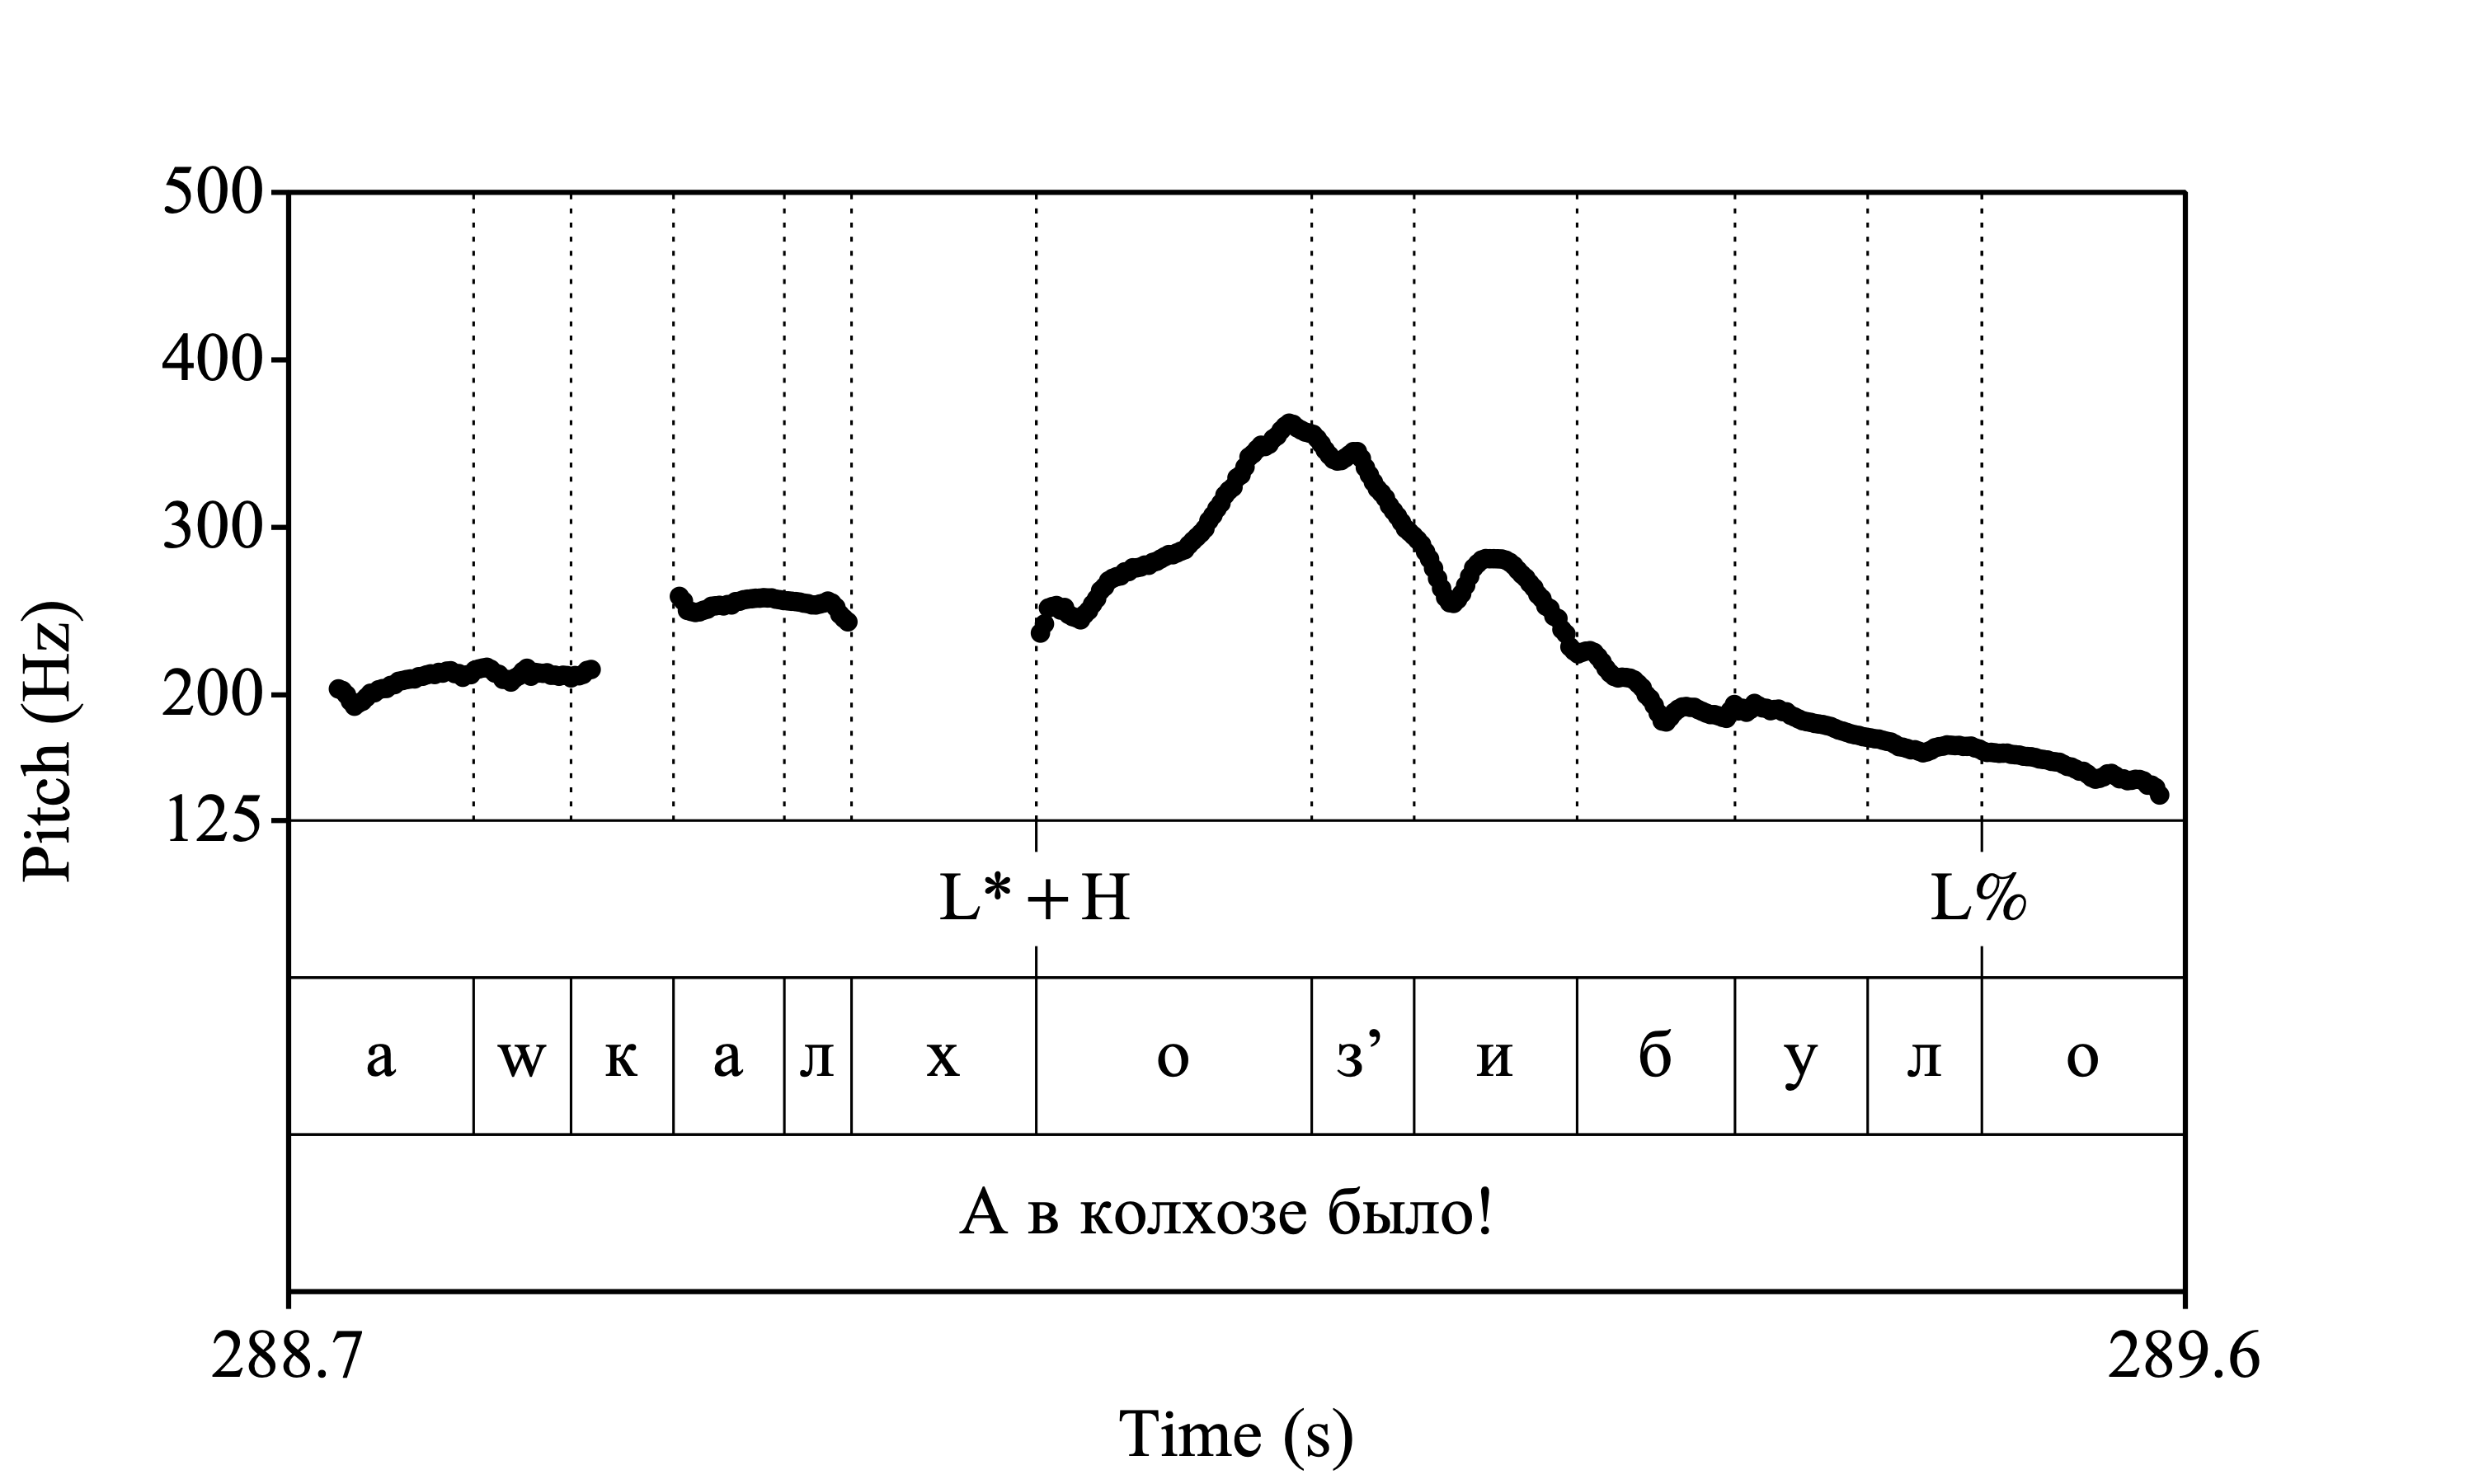 500
400
300
200
125
Pitch (Hz)
L*+H L%
а w к а л х о з’ и б у л о
А в колхозе было!
288.7 289.6
Time (s)